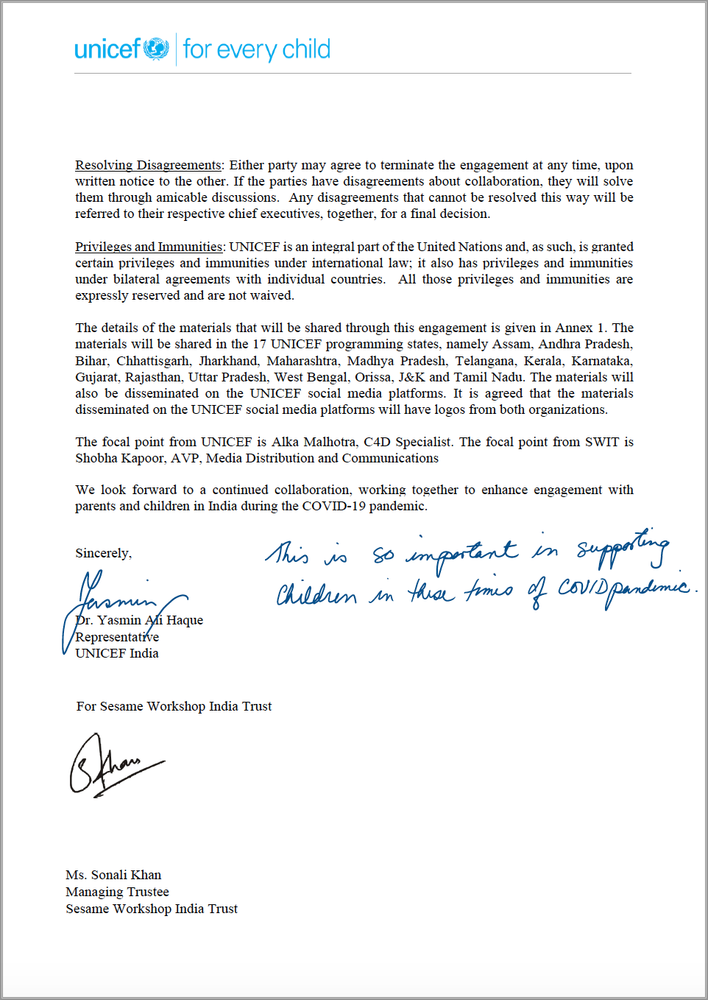 unicef for every child
Resolving Disagreements: Either party may agree to terminate the engagement at any time, upon
written notice to the other. If the parties have disagreements about collaboration, they will solve
them through amicable discussions. Any disagreements that cannot be resolved this way will be
referred to their respective chief executives, together, for a final decision.
Privileges and Immunities: UNICEF is an integral part of the United Nations and, as such, is granted
certain privileges and immunities under international law; it also has privileges and immunities
under bilateral agreements with individual countries. All those privileges and immunities are
expressly reserved and are not waived.
The details of the materials that will be shared through this engagement is given in Annex 1. The
materials will be shared in the 17 UNICEF programming states, namely Assam, Andhra Pradesh,
Bihar, Chhattisgarh, Jharkhand, Maharashtra, Madhya Pradesh, Telangana, Kerala, Karnataka,
Gujarat, Rajasthan, Uttar Pradesh, West Bengal, Orissa, J&K and Tamil Nadu. The materials will
also be disseminated on the UNICEF social media platforms. It is agreed that the materials
disseminated on the UNICEF social media platforms will have logos from both organizations.
The focal point from UNICEF is Alka Malhotra, C4D Specialist. The focal point from SWIT is
Shobha Kapoor, AVP, Media Distribution and Communications
We look forward to a continued collaboration, working together to enhance engagement with
parents and children in India during the COVID-19 pandemic.
Sincerely,
This is so important in supporting
children in these times of COVID pandemic.
Yasmin
Dr. Yasmin Ali Haque
Representative
UNICEF India
For Sesame Workshop India Trust
SKhan
Ms. Sonali Khan
Managing Trustee
Sesame Workshop India Trust